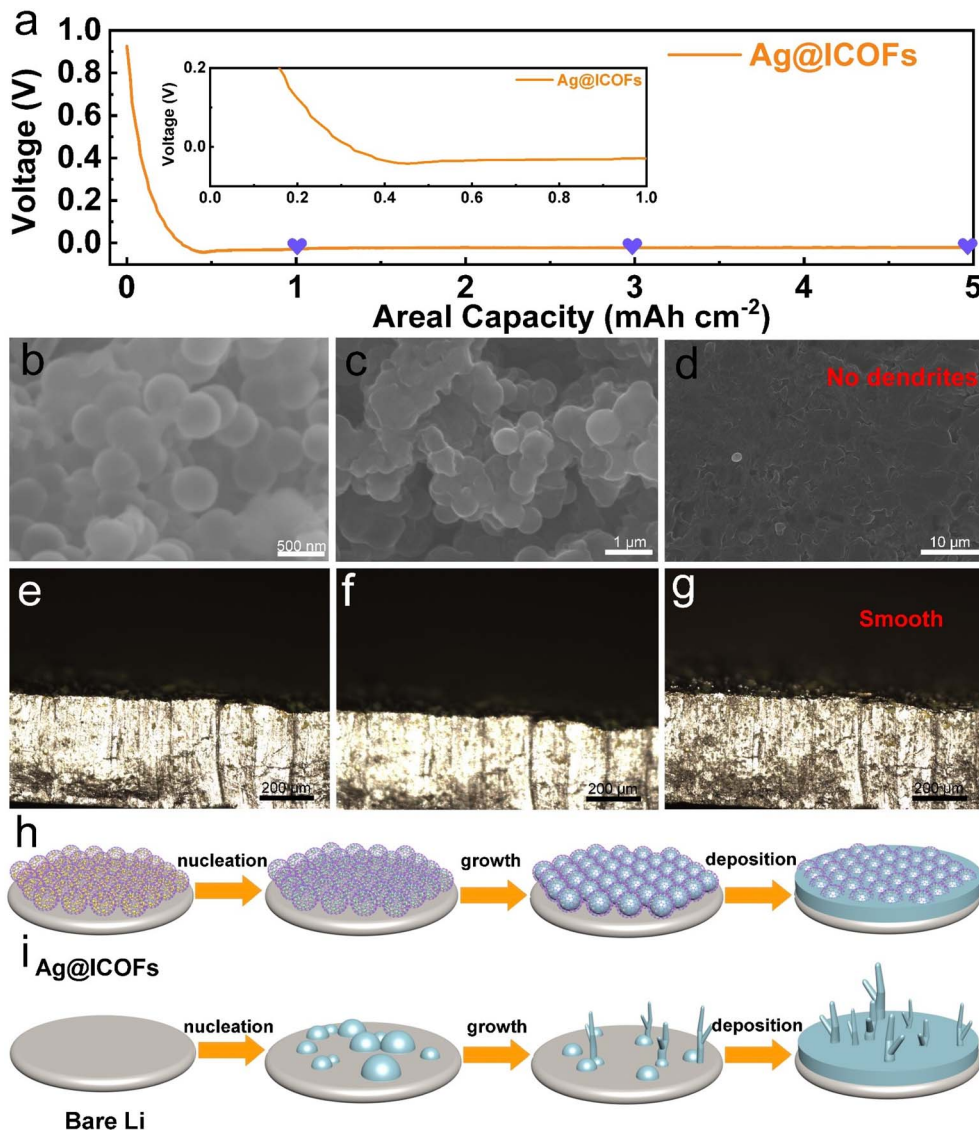 a
1.0
0.8
0.6
0.4
0.2
0.0
Voltage (V)
Ag@ICOFs
0.2
0.0
Voltage (V)
Ag@ICOFs
0.0 0.2 0.4 0.6 0.8 1.0
0 1 2 3 4 5
Areal Capacity (mAh cm⁻²)
b
500 nm
c
1 μm
d
No dendrites
10 μm
e
200 μm
f
200 μm
g
Smooth
200 μm
h
nucleation growth deposition
i Ag@ICOFs
nucleation growth deposition
Bare Li